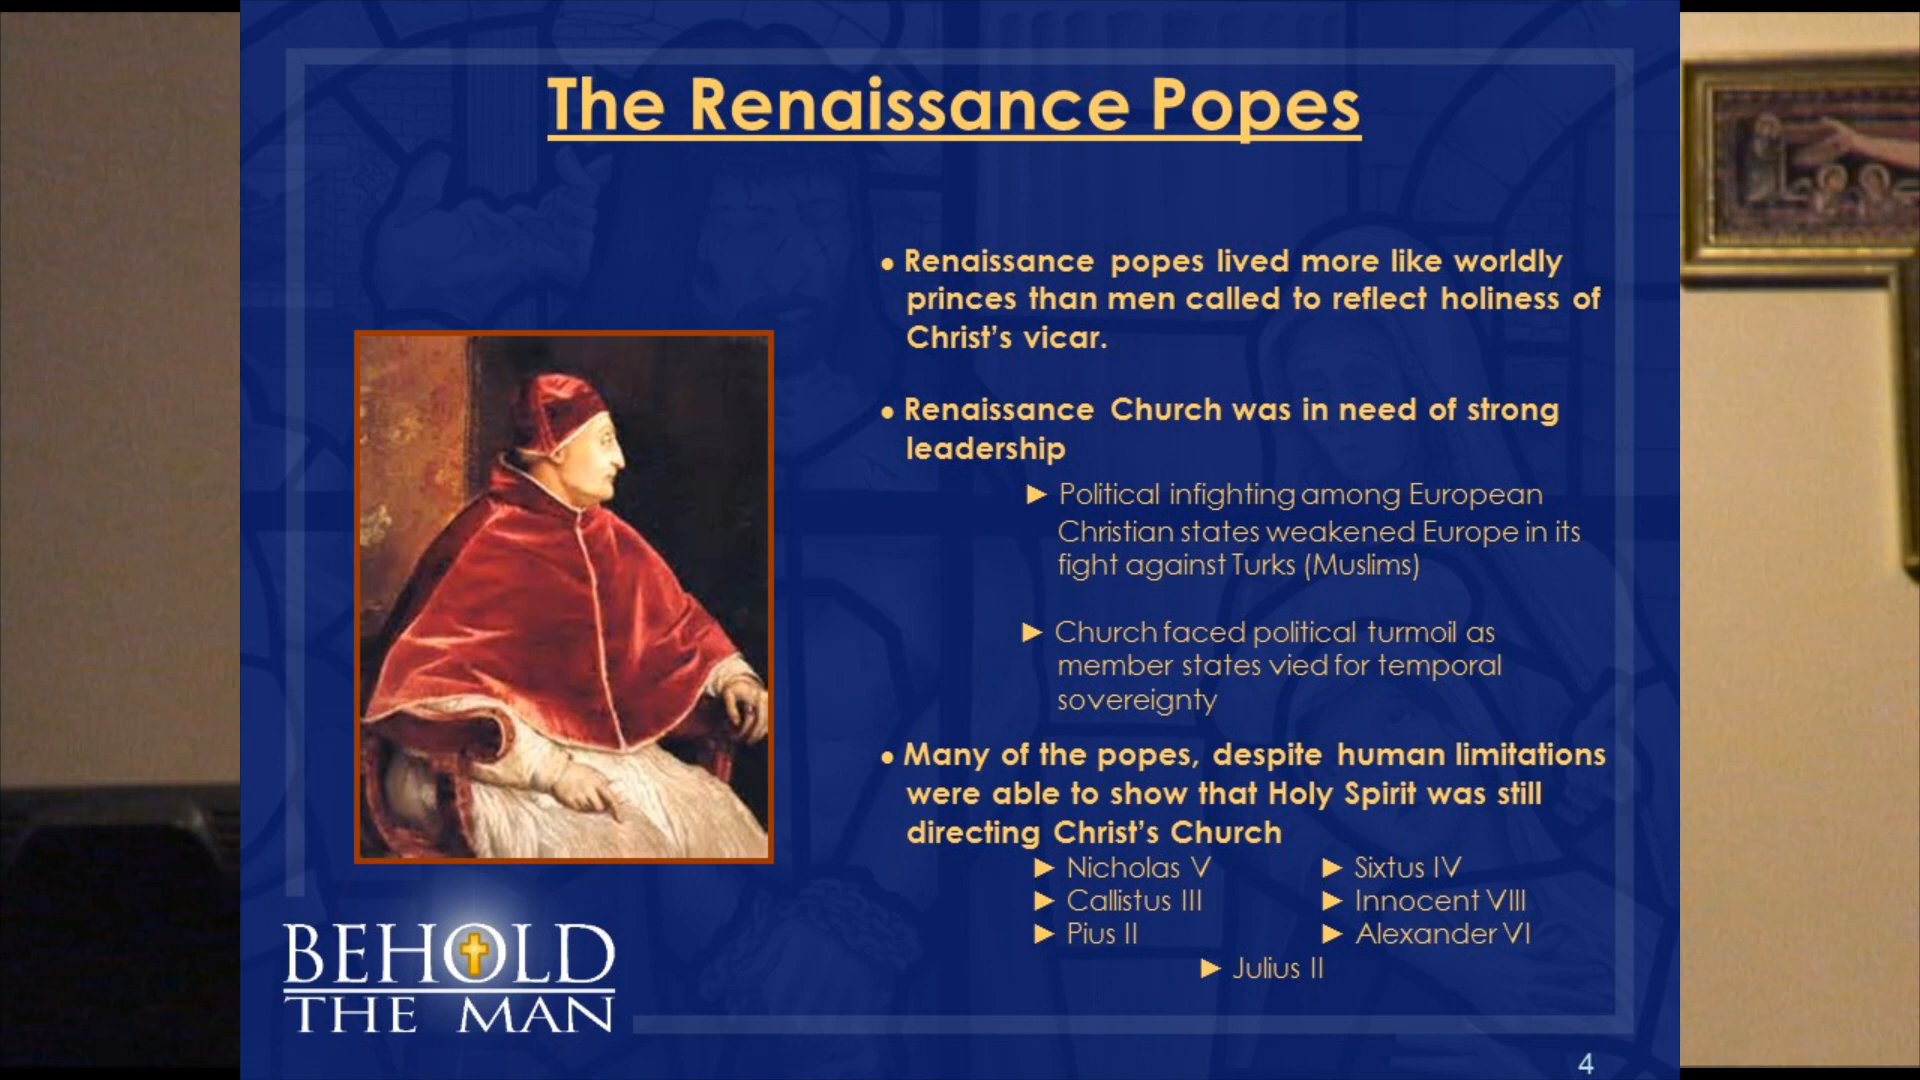 The Renaissance Popes
• Renaissance popes lived more like worldly
princes than men called to reflect holiness of
Christ's vicar.
• Renaissance Church was in need of strong
leadership
► Political infighting among European
Christian states weakened Europe in its
fight against Turks (Muslims)
► Church faced political turmoil as
member states vied for temporal
sovereignty
• Many of the popes, despite human limitations
were able to show that Holy Spirit was still
directing Christ's Church
► Nicholas V ► Sixtus IV
► Callistus III ► Innocent VIII
► Pius II ► Alexander VI
► Julius II
BEHOLD
THE MAN
4